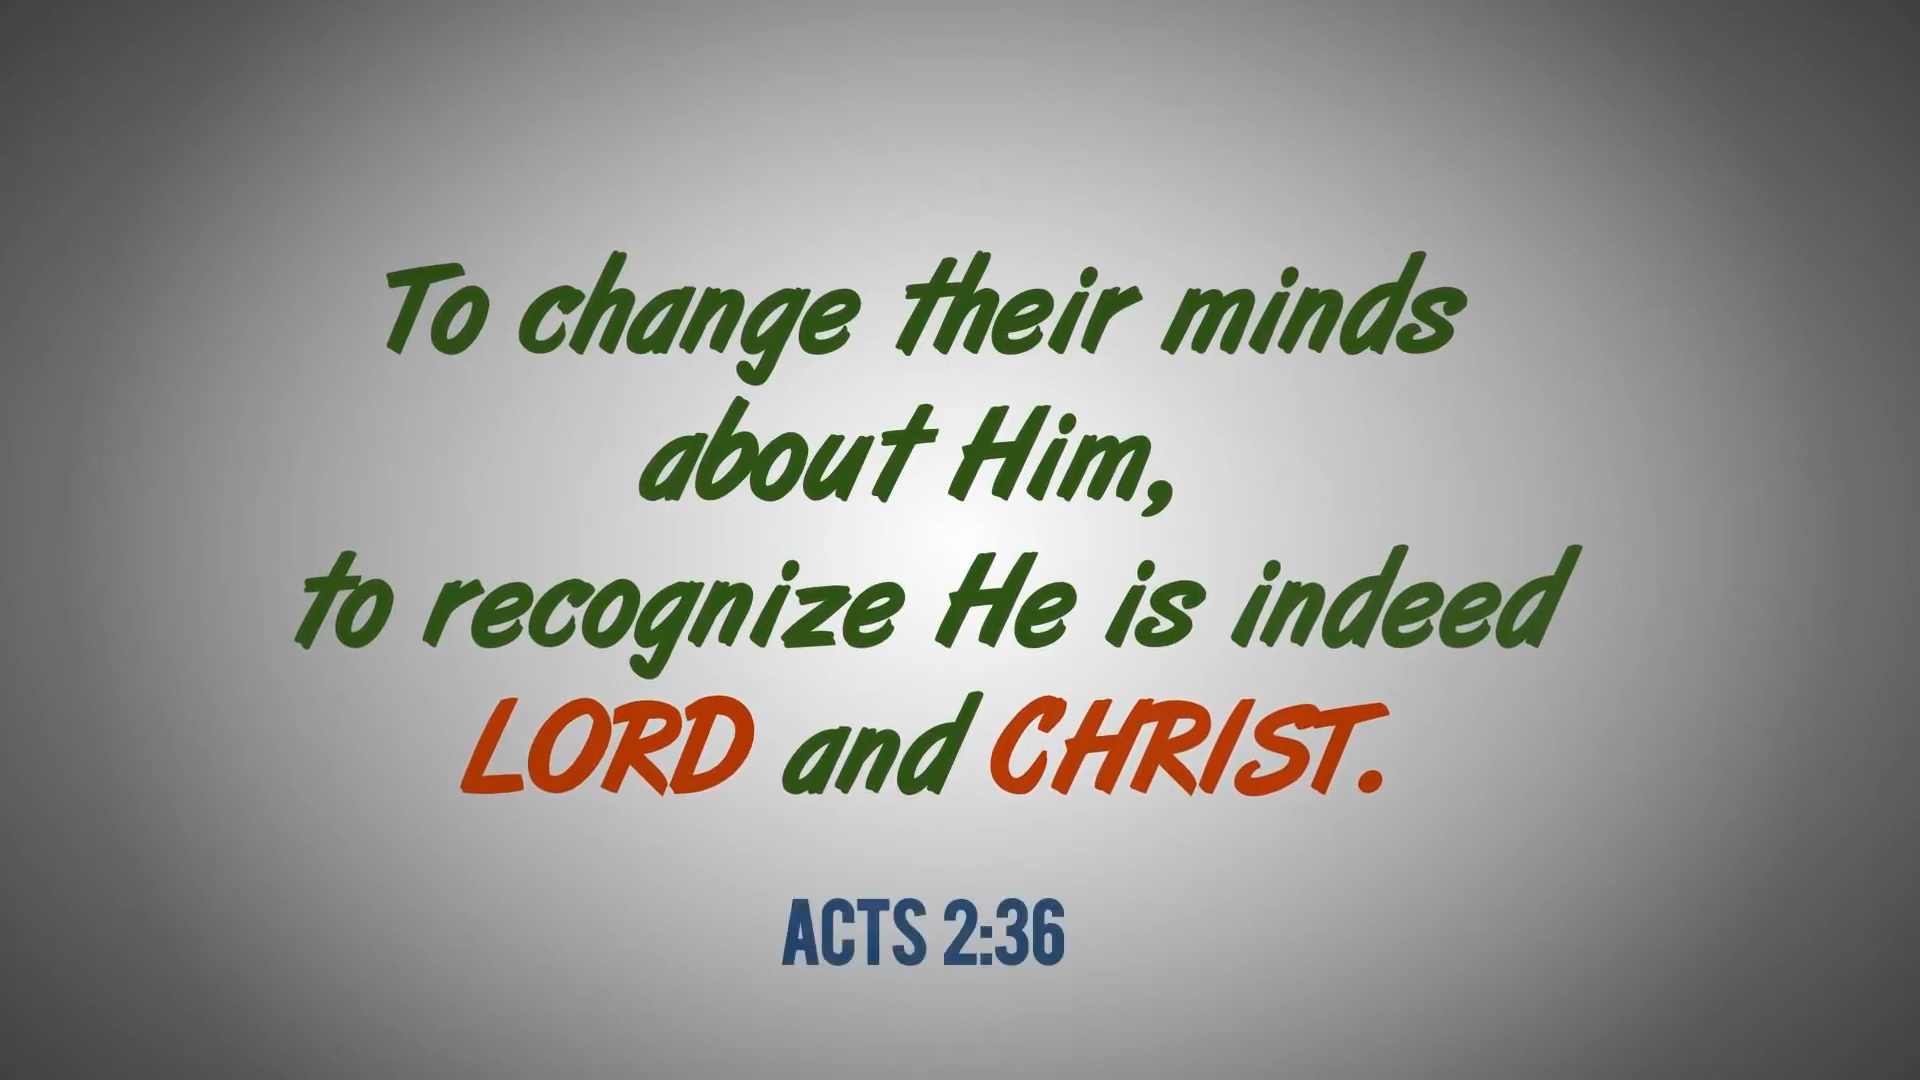 To change their minds
about Him,
to recognize He is indeed
LORD and CHRIST.
ACTS 2:36